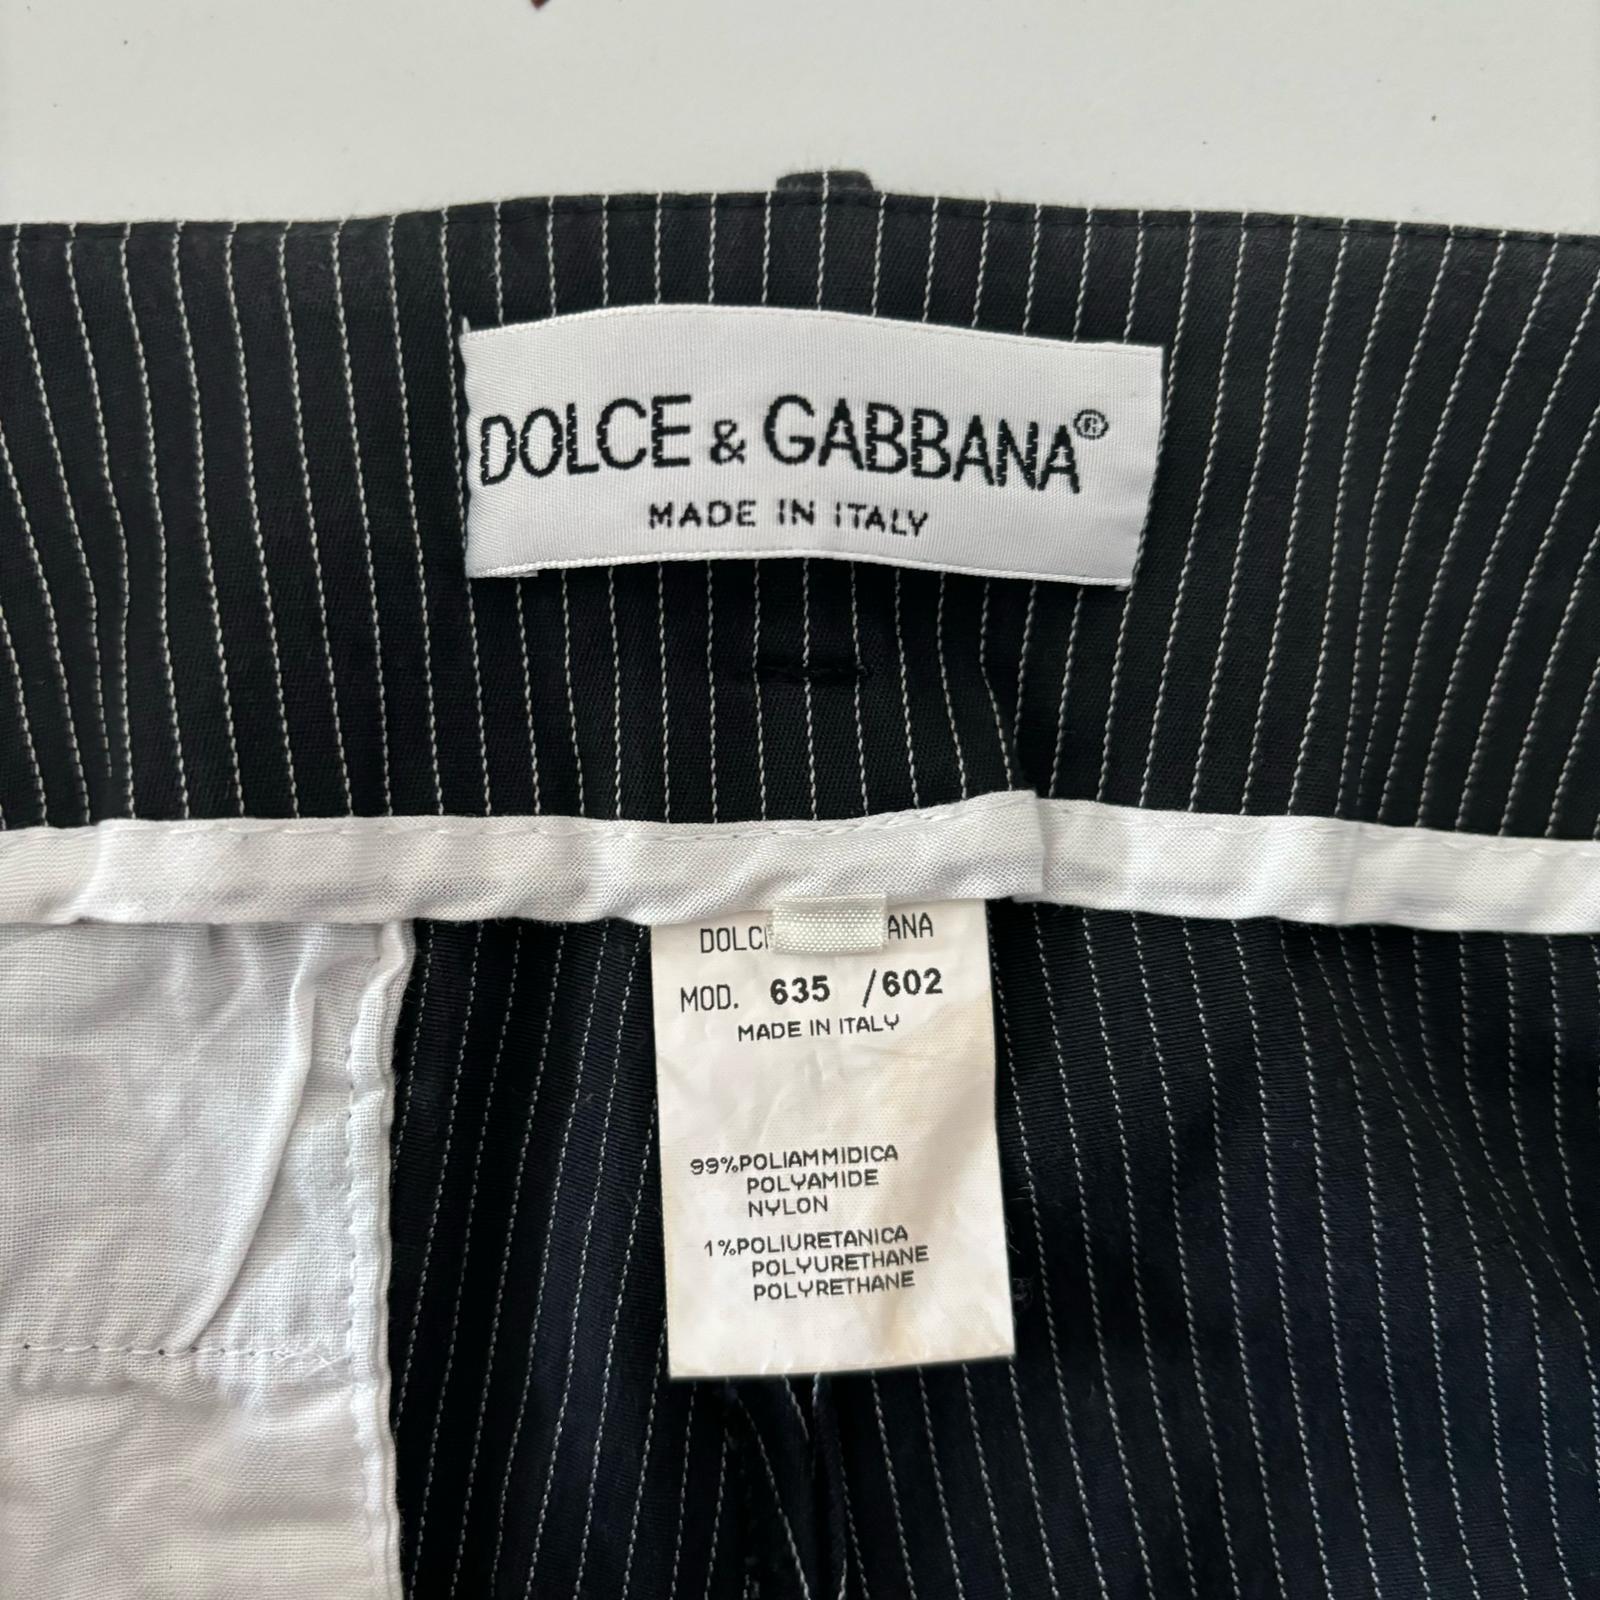 DOLCE & GABBANA®
MADE IN ITALY
DOLC ANA
MOD. 635 /602
MADE IN ITALY
99%POLIAMMIDICA
POLYAMIDE
NYLON
1%POLIURETANICA
POLYURETHANE
POLYRETHANE